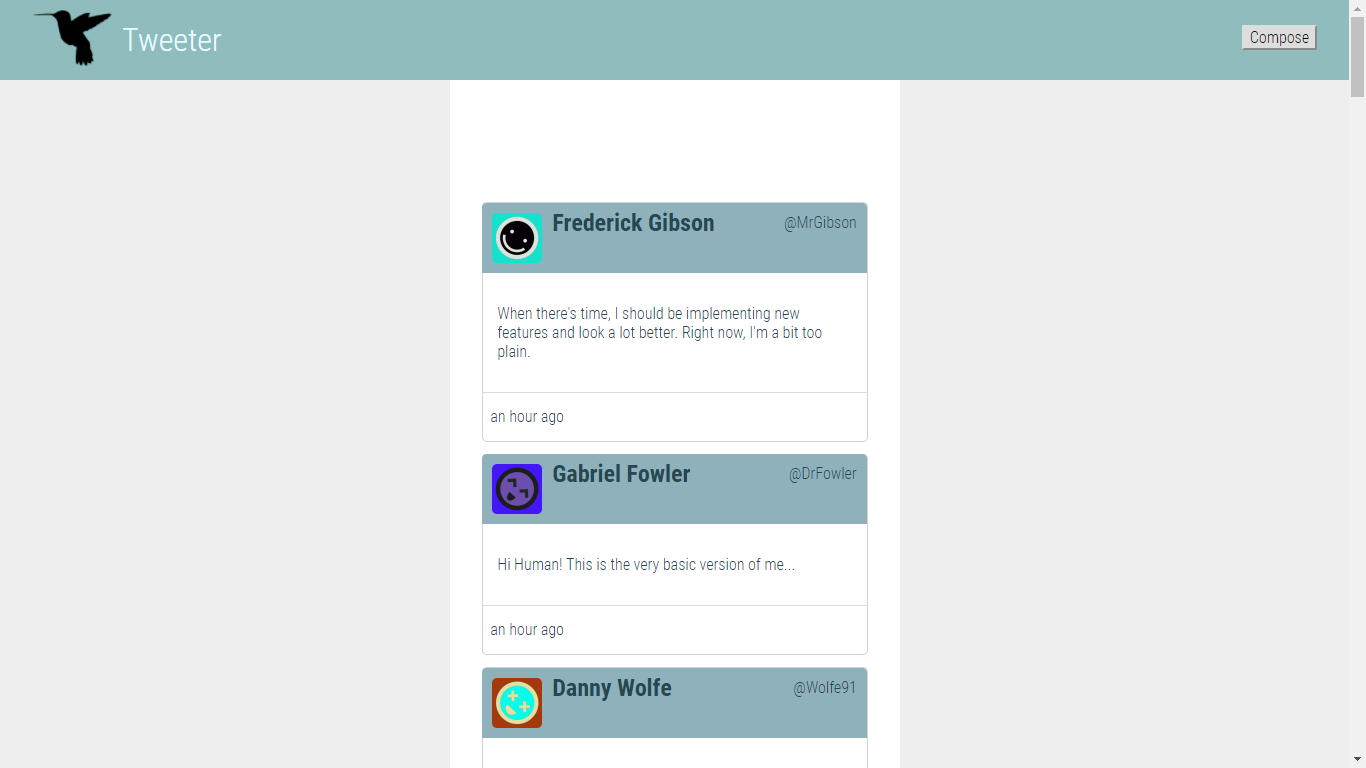 Tweeter
Compose
Frederick Gibson
@MrGibson
When there's time, I should be implementing new
features and look a lot better. Right now, I'm a bit too
plain.
an hour ago
Gabriel Fowler
@DrFowler
Hi Human! This is the very basic version of me...
an hour ago
Danny Wolfe
@Wolfe91